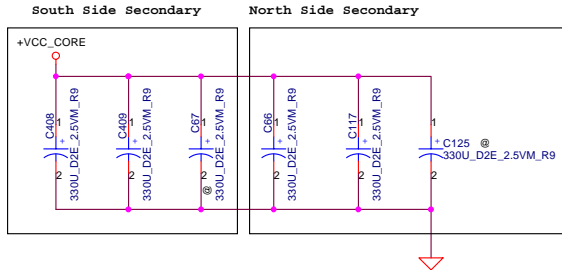 South Side Secondary
North Side Secondary
+VCC_CORE
C408
330U_D2E_2.5VM_R9
1
+
2
C409
330U_D2E_2.5VM_R9
1
+
2
C67
330U_D2E_2.5VM_R9
1
+
2
@
C66
330U_D2E_2.5VM_R9
1
+
2
C117
330U_D2E_2.5VM_R9
1
+
2
1
+
C125 @
330U_D2E_2.5VM_R9
2